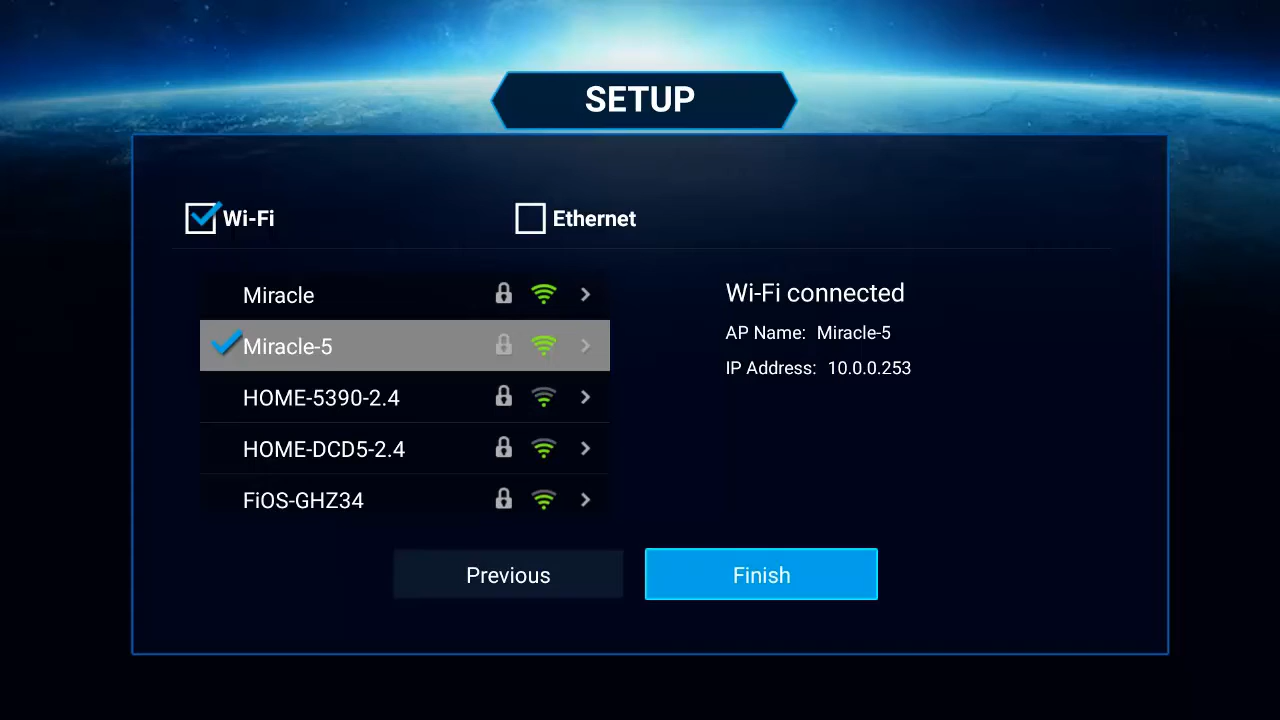 SETUP
Wi-Fi
Ethernet
Miracle
Miracle-5
HOME-5390-2.4
HOME-DCD5-2.4
FiOS-GHZ34
Wi-Fi connected
AP Name: Miracle-5
IP Address: 10.0.0.253
Previous
Finish